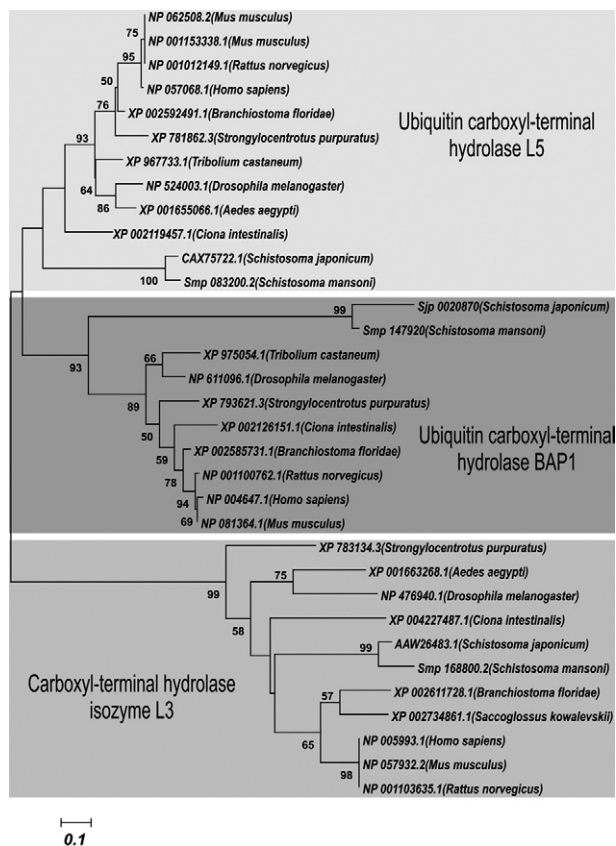 NP 062508.2(Mus musculus)
75
NP 001153338.1(Mus musculus)
95
NP 001012149.1(Rattus norvegicus)
50
NP 057068.1(Homo sapiens)
76
XP 002592491.1(Branchiostoma floridae)
93
XP 781862.3(Strongylocentrotus purpuratus)
Ubiquitin carboxyl-terminal
hydrolase L5
XP 967733.1(Tribolium castaneum)
64
NP 524003.1(Drosophila melanogaster)
86
XP 001655066.1(Aedes aegypti)
XP 002119457.1(Ciona intestinalis)
CAX75722.1(Schistosoma japonicum)
100
Smp 083200.2(Schistosoma mansoni)
99
Sjp 0020870(Schistosoma japonicum)
Smp 147920(Schistosoma mansoni)
93
66
XP 975054.1(Tribolium castaneum)
NP 611096.1(Drosophila melanogaster)
89
XP 793621.3(Strongylocentrotus purpuratus)
50
XP 002126151.1(Ciona intestinalis)
59
XP 002585731.1(Branchiostoma floridae)
Ubiquitin carboxyl-terminal
hydrolase BAP1
78
NP 001100762.1(Rattus norvegicus)
94
NP 004647.1(Homo sapiens)
69
NP 081364.1(Mus musculus)
XP 783134.3(Strongylocentrotus purpuratus)
99
75
XP 001663268.1(Aedes aegypti)
NP 476940.1(Drosophila melanogaster)
58
XP 004227487.1(Ciona intestinalis)
99
AAW26483.1(Schistosoma japonicum)
Smp 168800.2(Schistosoma mansoni)
Carboxyl-terminal hydrolase
isozyme L3
57
XP 002611728.1(Branchiostoma floridae)
XP 002734861.1(Saccoglossus kowalevskii)
65
NP 005993.1(Homo sapiens)
NP 057932.2(Mus musculus)
98
NP 001103635.1(Rattus norvegicus)
0.1